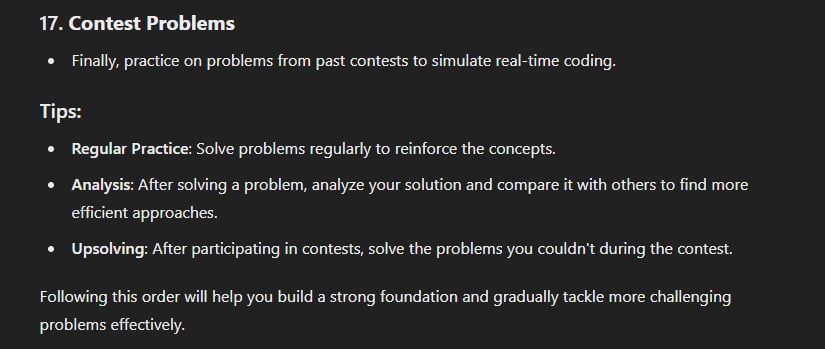 17. Contest Problems
• Finally, practice on problems from past contests to simulate real-time coding.
Tips:
• Regular Practice: Solve problems regularly to reinforce the concepts.
• Analysis: After solving a problem, analyze your solution and compare it with others to find more
efficient approaches.
• Upsolving: After participating in contests, solve the problems you couldn't during the contest.
Following this order will help you build a strong foundation and gradually tackle more challenging
problems effectively.